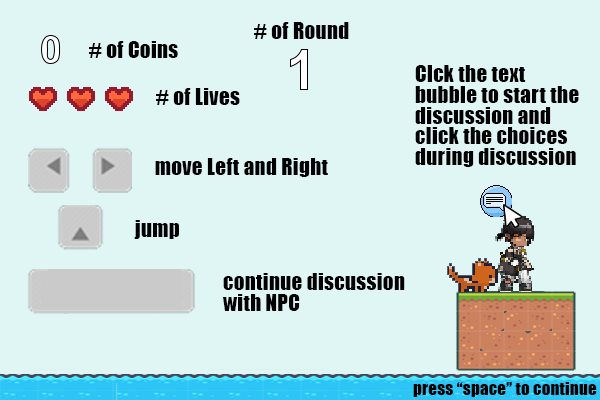 0 # of Coins
# of Round
1
# of Lives
move Left and Right
jump
continue discussion
with NPC
Clck the text
bubble to start the
discussion and
click the choices
during discussion
press “space” to continue